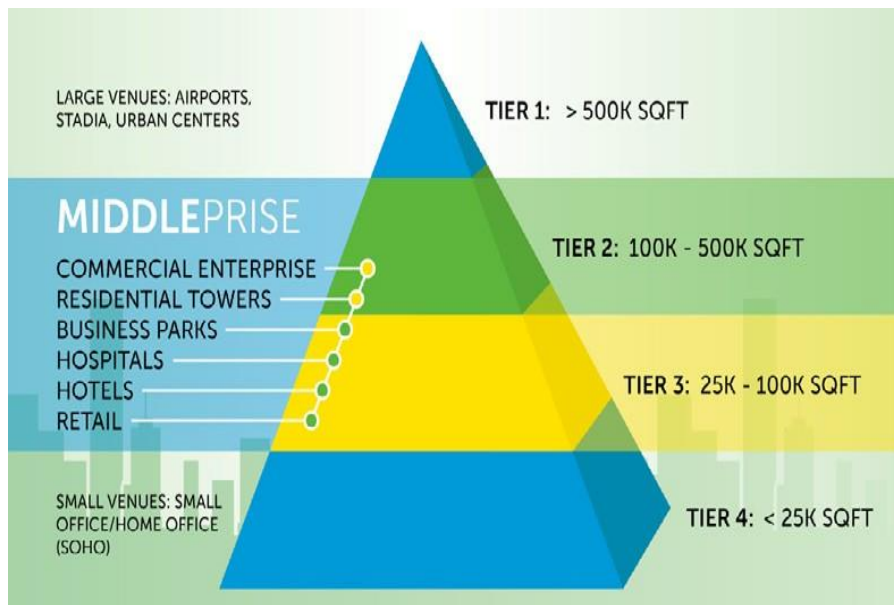 LARGE VENUES: AIRPORTS,
STADIA, URBAN CENTERS
TIER 1: > 500K SQFT
MIDDLEPRISE
COMMERCIAL ENTERPRISE
RESIDENTIAL TOWERS
BUSINESS PARKS
HOSPITALS
HOTELS
RETAIL
TIER 2: 100K - 500K SQFT
TIER 3: 25K - 100K SQFT
SMALL VENUES: SMALL
OFFICE/HOME OFFICE
(SOHO)
TIER 4: < 25K SQFT